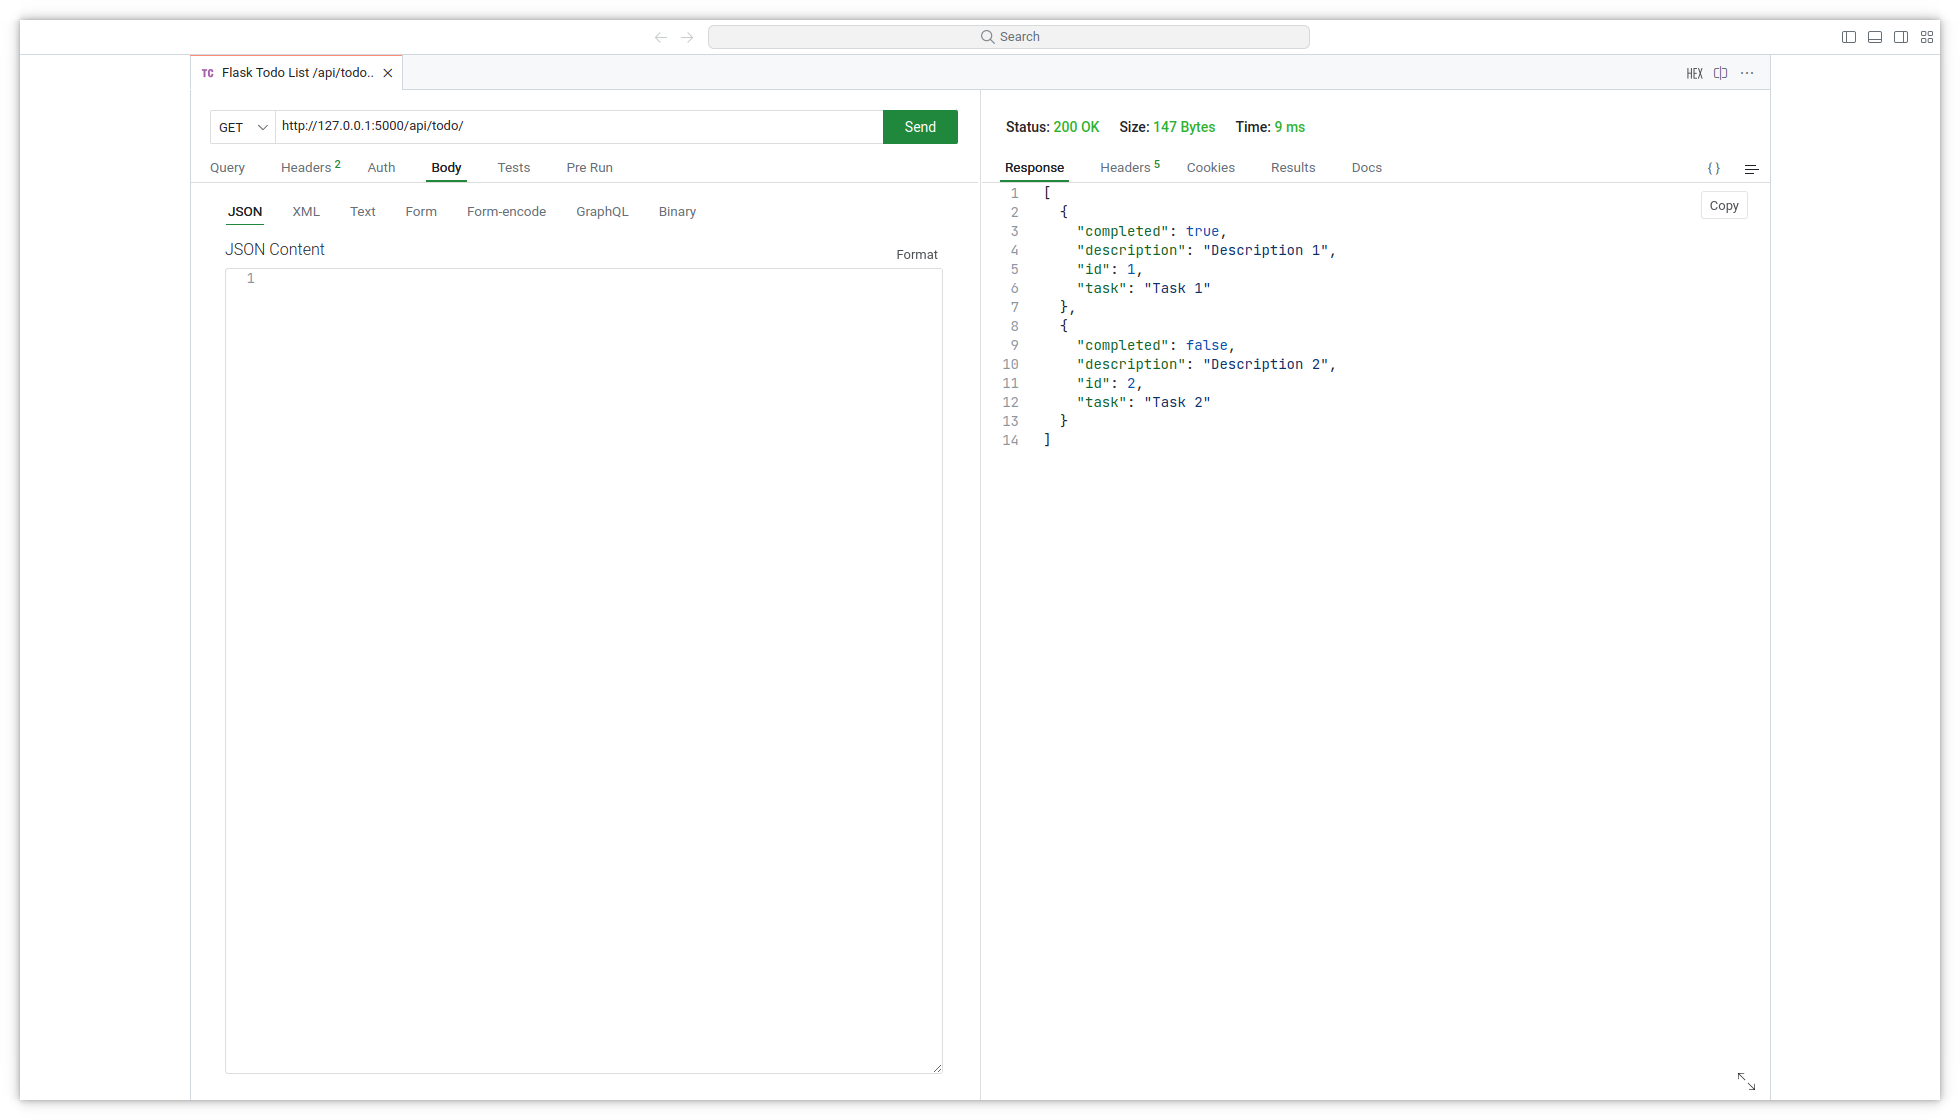 Search
TC Flask Todo List /api/todo..
HEX
GET http://127.0.0.1:5000/api/todo/ Send
Query Headers 2 Auth Body Tests Pre Run
JSON XML Text Form Form-encode GraphQL Binary
JSON Content
Format
1
Status: 200 OK Size: 147 Bytes Time: 9 ms
Response Headers 5 Cookies Results Docs { }
Copy
1 [
2 {
3 "completed": true,
4 "description": "Description 1",
5 "id": 1,
6 "task": "Task 1"
7 },
8 {
9 "completed": false,
10 "description": "Description 2",
11 "id": 2,
12 "task": "Task 2"
13 }
14 ]